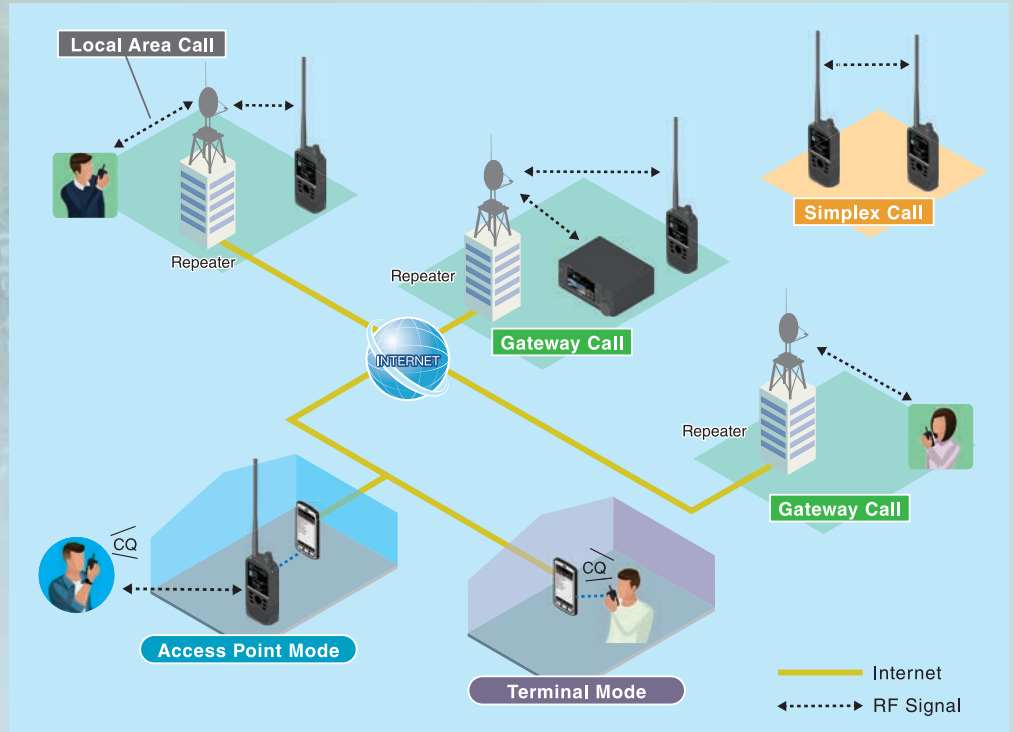 Local Area Call
Repeater
Repeater
Simplex Call
INTERNET
Gateway Call
Repeater
Gateway Call
CQ
CQ
Access Point Mode
Terminal Mode
Internet
RF Signal